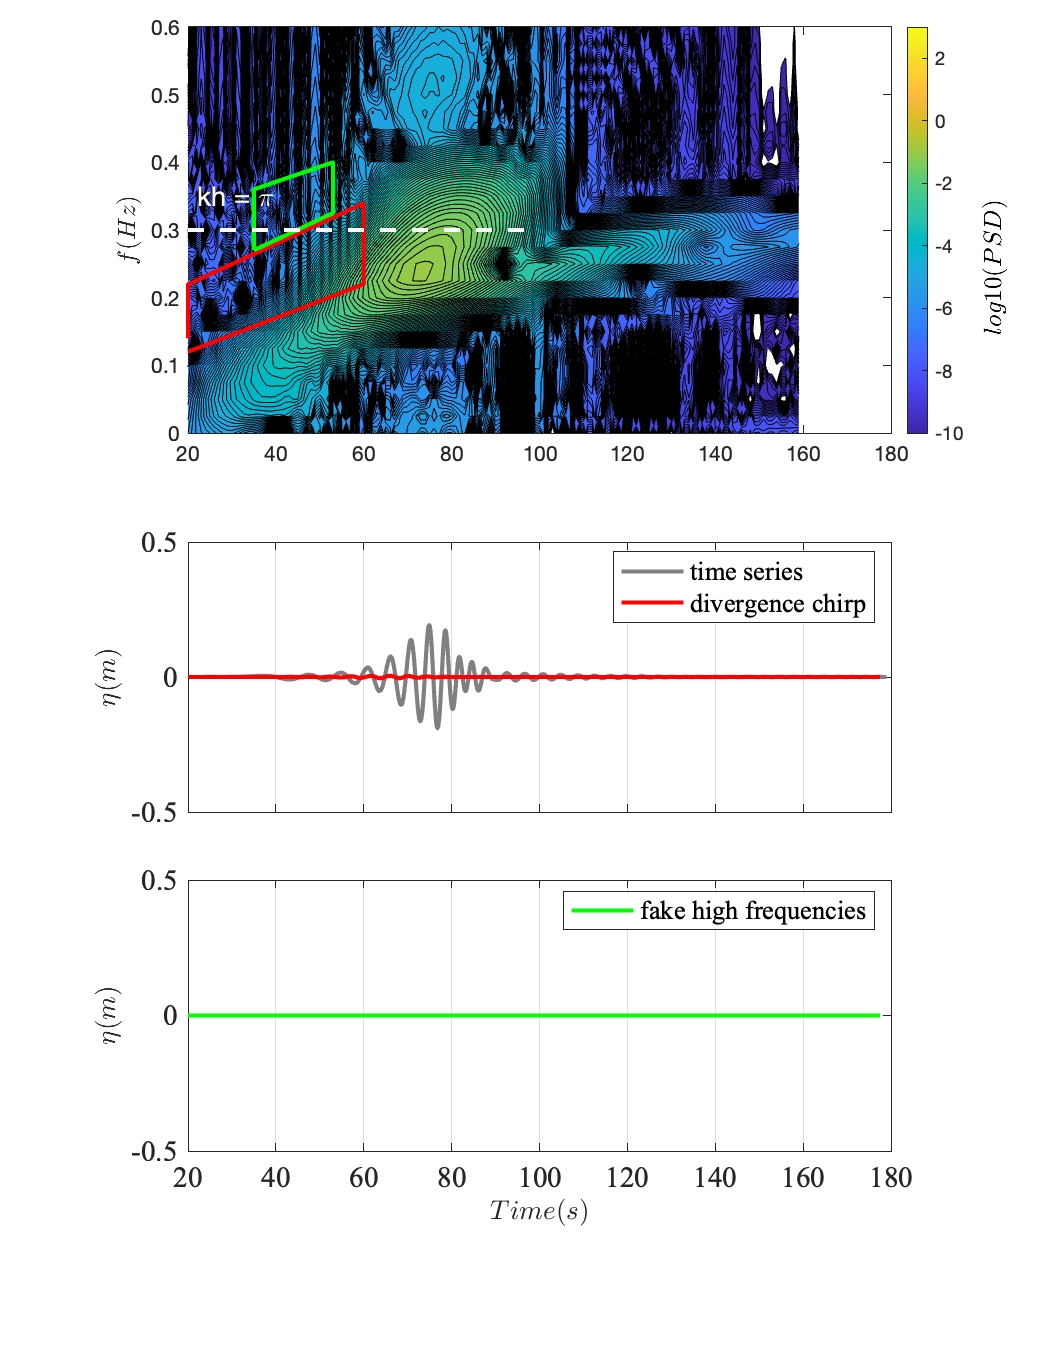 0.6
0.5
0.4
0.3
0.2
0.1
0
f(Hz)
kh = π
20 40 60 80 100 120 140 160 180
2
0
-2
-4
-6
-8
-10
log10(PSD)
0.5
0
-0.5
η(m)
time series
divergence chirp
0.5
0
-0.5
η(m)
fake high frequencies
20 40 60 80 100 120 140 160 180
Time(s)